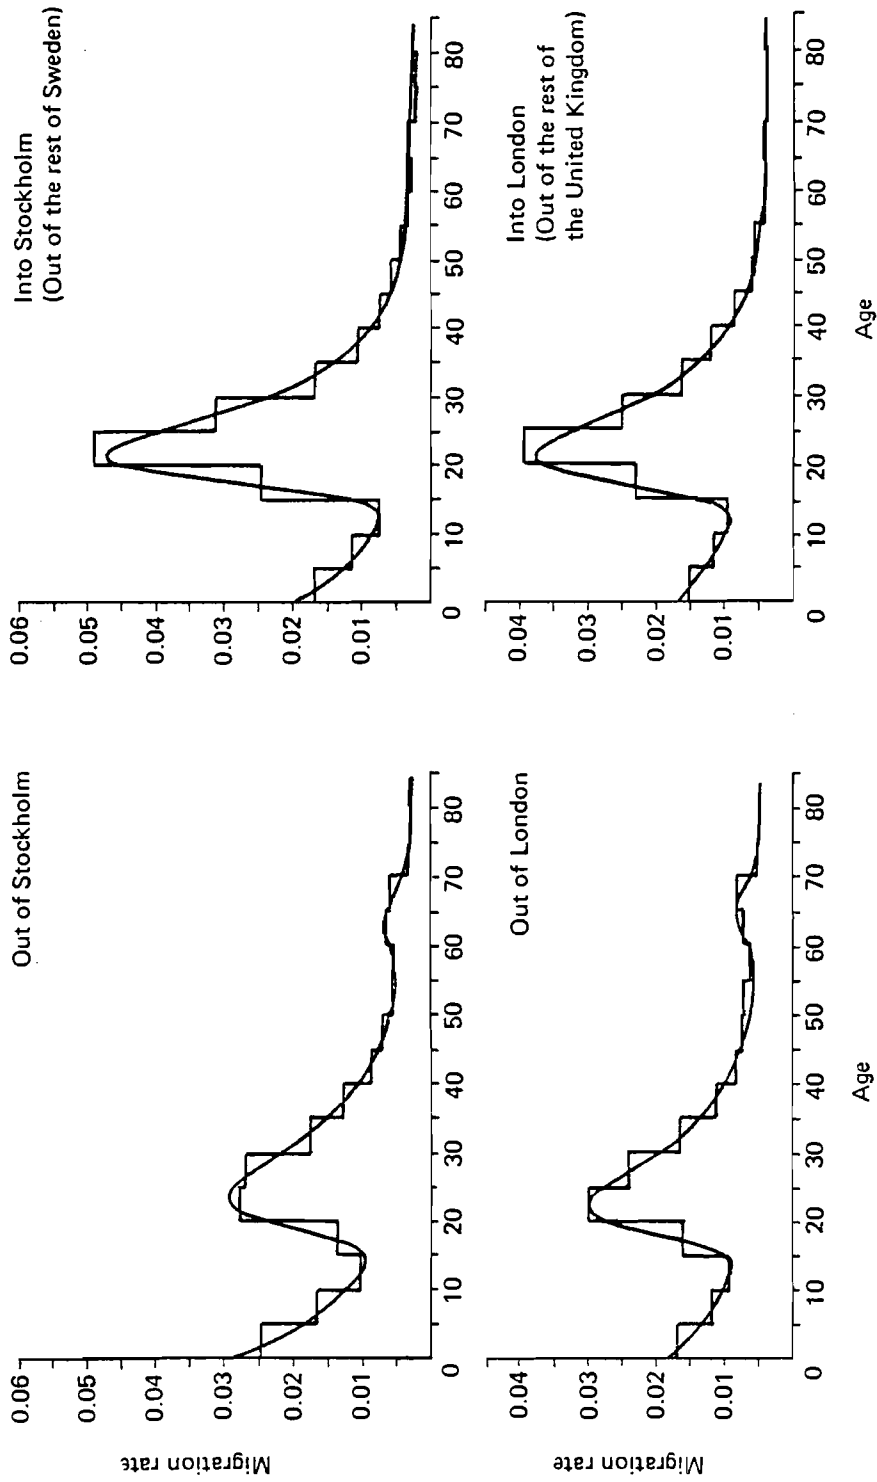 Out of Stockholm
Migration rate
0.06
0.05
0.04
0.03
0.02
0.01
0 10 20 30 40 50 60 70 80
Into Stockholm
(Out of the rest of Sweden)
0.06
0.05
0.04
0.03
0.02
0.01
0 10 20 30 40 50 60 70 80
Out of London
Migration rate
0.04
0.03
0.02
0.01
0 10 20 30 40 50 60 70 80
Age
Into London
(Out of the rest of
the United Kingdom)
0.04
0.03
0.02
0.01
0 10 20 30 40 50 60 70 80
Age